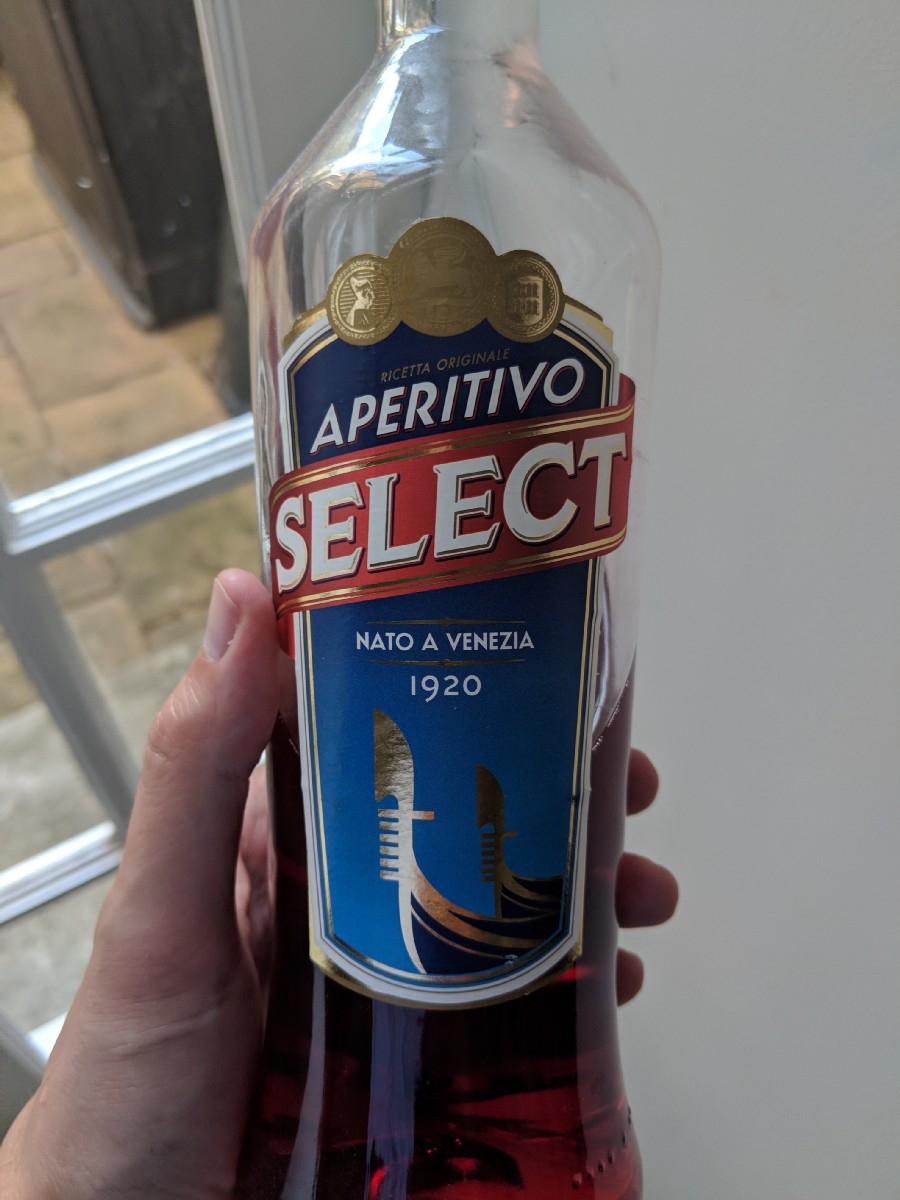 RICETTA ORIGINALE
APERITIVO
SELECT
NATO A VENEZIA
1920